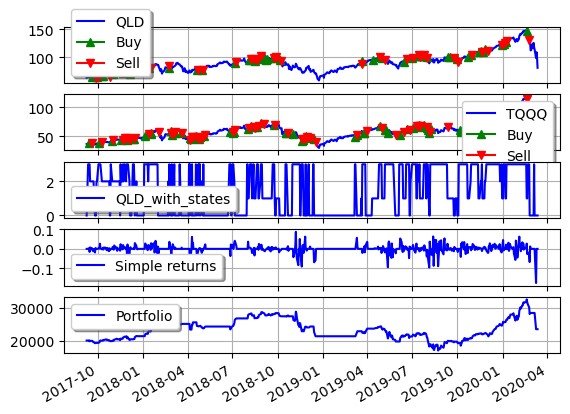 QLD
Buy
Sell
150
100
TQQQ
Buy
Sell
100
50
QLD_with_states
2
0
Simple returns
0.1
0.0
−0.1
Portfolio
30000
20000
2017-10
2018-01
2018-04
2018-07
2018-10
2019-01
2019-04
2019-07
2019-10
2020-01
2020-04